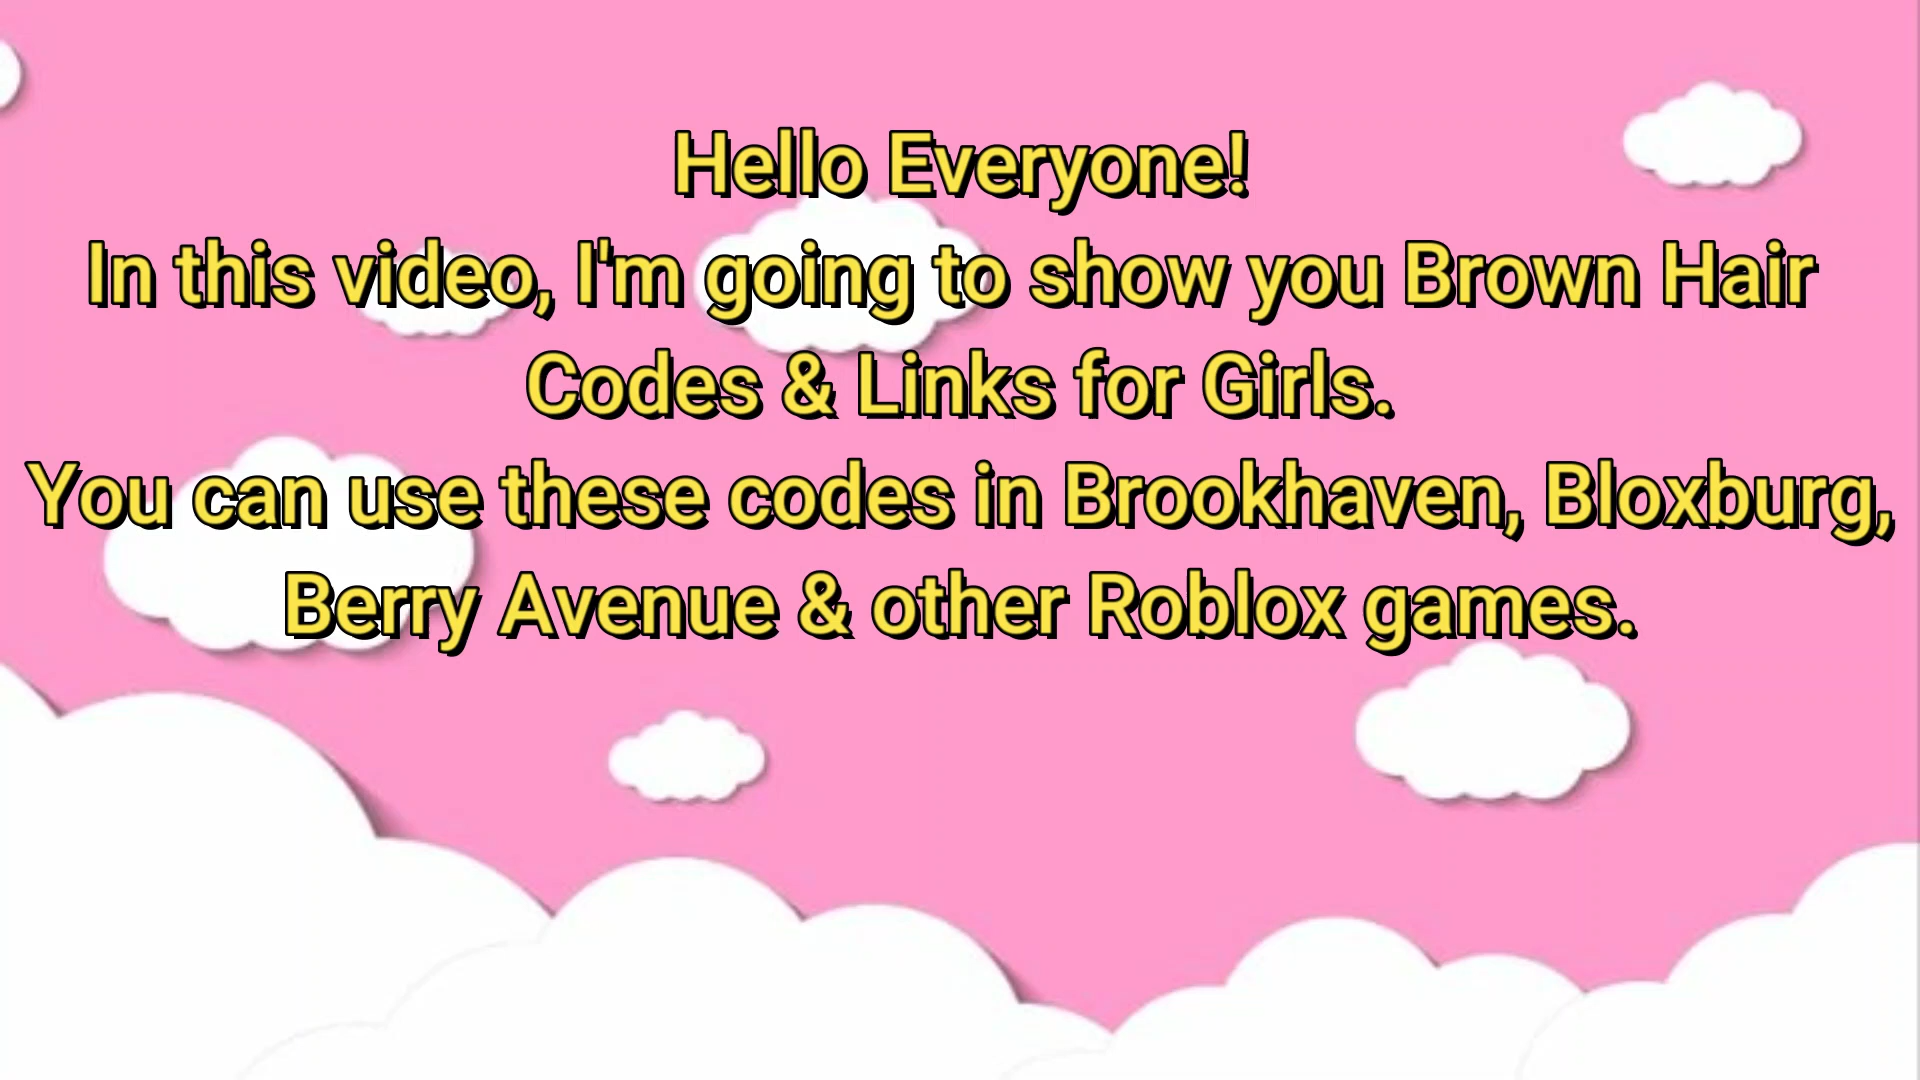 Hello Everyone!
In this video, I'm going to show you Brown Hair
Codes & Links for Girls.
You can use these codes in Brookhaven, Bloxburg,
Berry Avenue & other Roblox games.